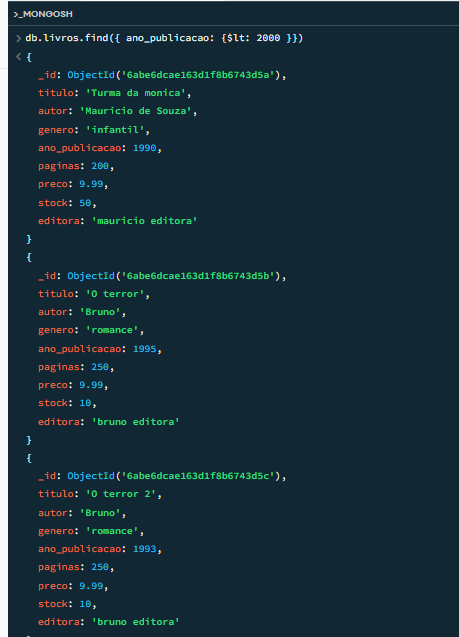 >_MONGOSH
> db.livros.find({ ano_publicacao: {$lt: 2000 }})
< {
_id: ObjectId('6abe6dcae163d1f8b6743d5a'),
titulo: 'Turma da monica',
autor: 'Mauricio de Souza',
genero: 'infantil',
ano_publicacao: 1990,
paginas: 200,
preco: 9.99,
stock: 50,
editora: 'mauricio editora'
}
{
_id: ObjectId('6abe6dcae163d1f8b6743d5b'),
titulo: 'O terror',
autor: 'Bruno',
genero: 'romance',
ano_publicacao: 1995,
paginas: 250,
preco: 9.99,
stock: 10,
editora: 'bruno editora'
}
{
_id: ObjectId('6abe6dcae163d1f8b6743d5c'),
titulo: 'O terror 2',
autor: 'Bruno',
genero: 'romance',
ano_publicacao: 1993,
paginas: 250,
preco: 9.99,
stock: 10,
editora: 'bruno editora'